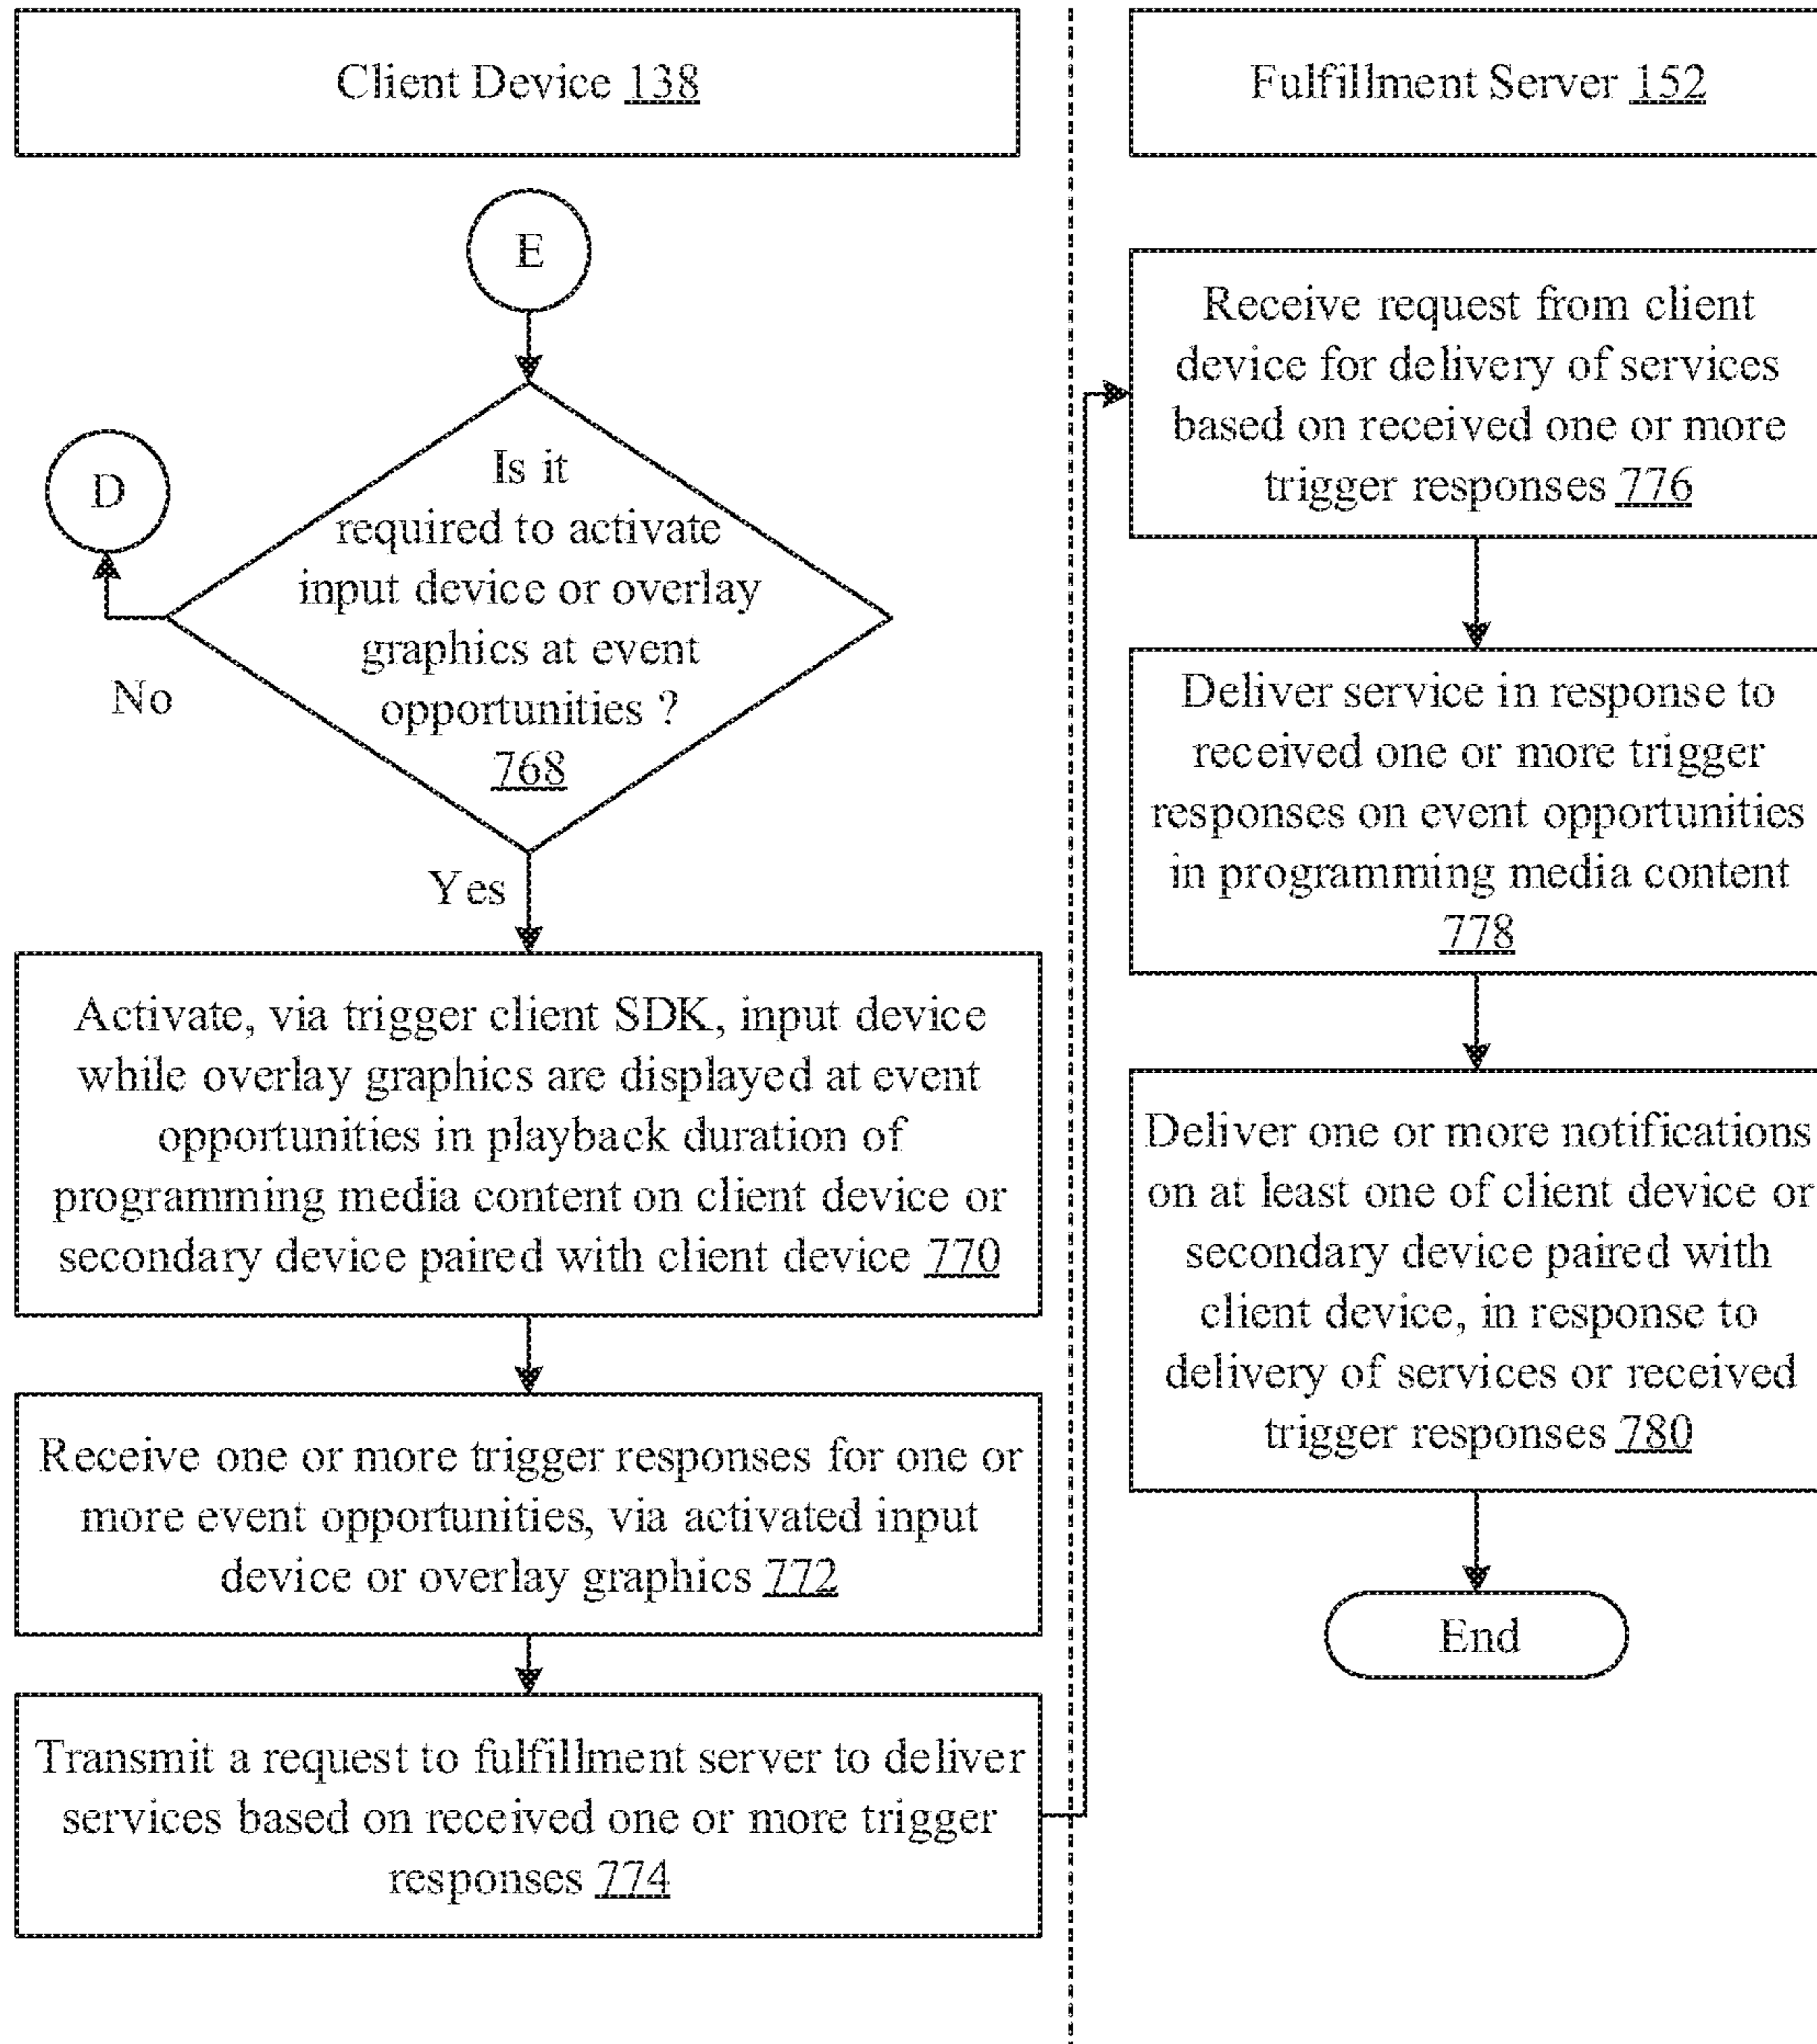 Client Device 138
E
D
Is it
required to activate
input device or overlay
graphics at event
opportunities ?
768
No
Yes
Activate, via trigger client SDK, input device
while overlay graphics are displayed at event
opportunities in playback duration of
programming media content on client device or
secondary device paired with client device 770
Receive one or more trigger responses for one or
more event opportunities, via activated input
device or overlay graphics 772
Transmit a request to fulfillment server to deliver
services based on received one or more trigger
responses 774
Fulfillment Server 152
Receive request from client
device for delivery of services
based on received one or more
trigger responses 776
Deliver service in response to
received one or more trigger
responses on event opportunities
in programming media content
778
Deliver one or more notifications
on at least one of client device or
secondary device paired with
client device, in response to
delivery of services or received
trigger responses 780
End